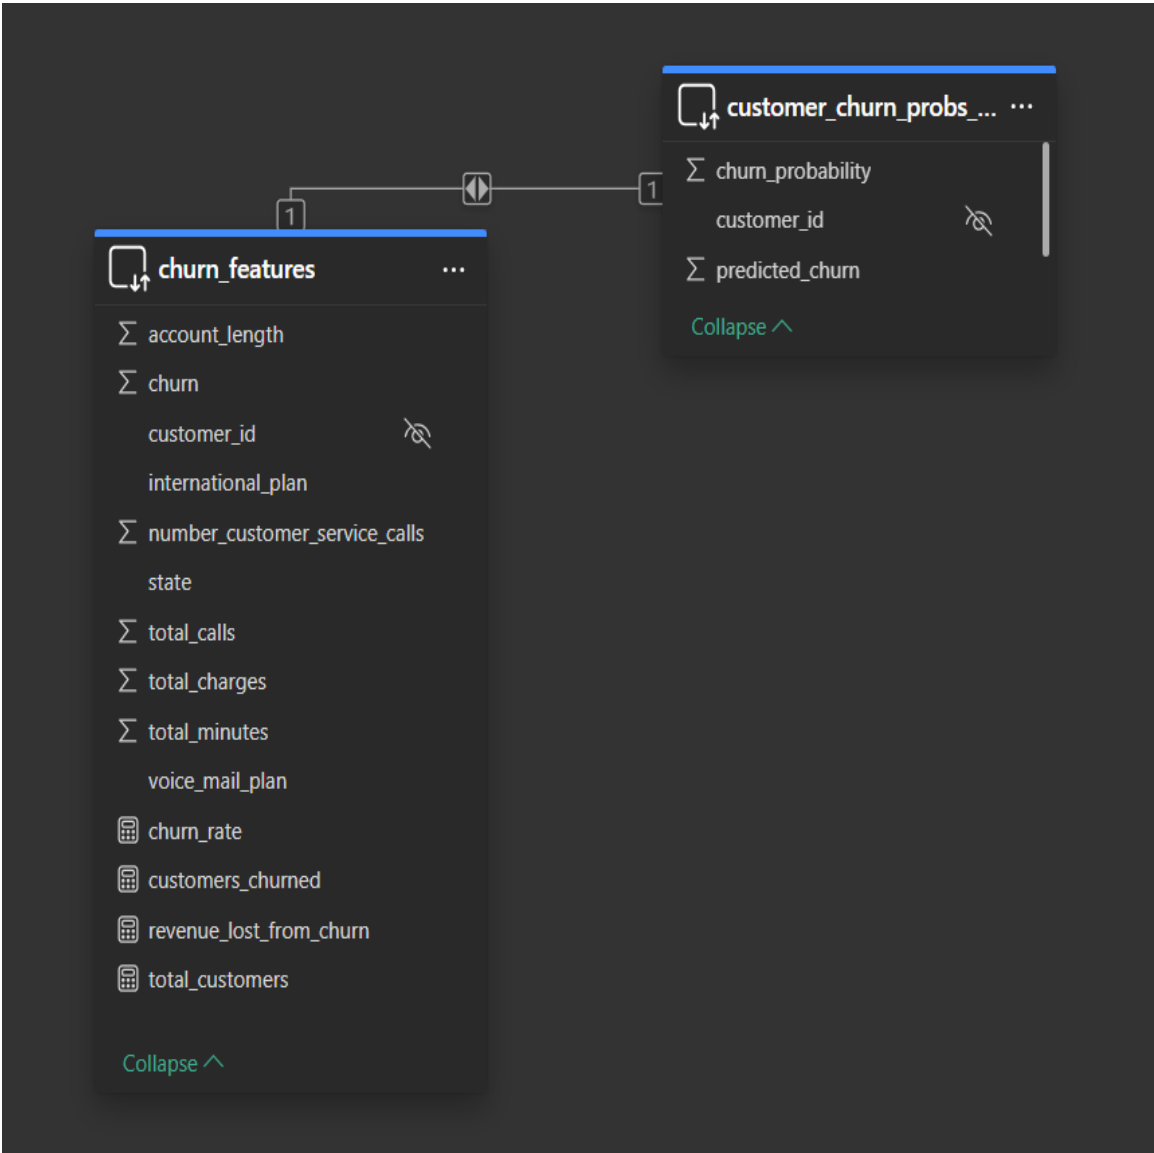 customer_churn_probs_... ...
churn_probability
customer_id
predicted_churn
Collapse
1
1
churn_features ...
account_length
churn
customer_id
international_plan
number_customer_service_calls
state
total_calls
total_charges
total_minutes
voice_mail_plan
churn_rate
customers_churned
revenue_lost_from_churn
total_customers
Collapse